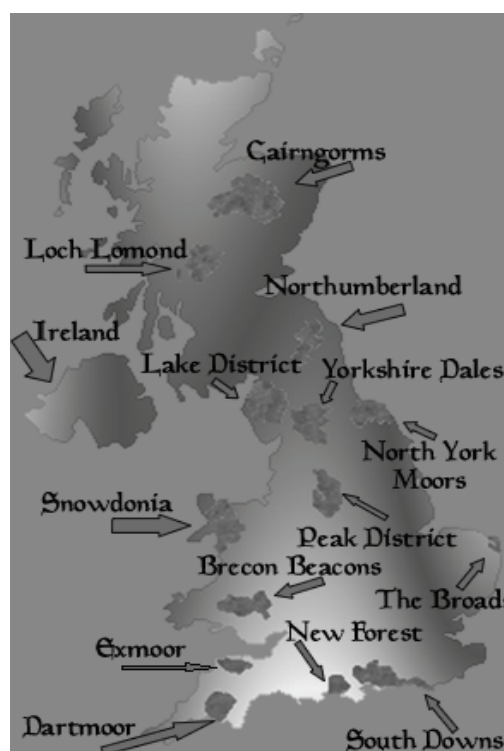 Cairngorms
Loch Lomond
Northumberland
Ireland
Lake District
Yorkshire Dales
North York
Moors
Snowdonia
Peak District
Brecon Beacons
The Broads
New Forest
Exmoor
Dartmoor
South Downs